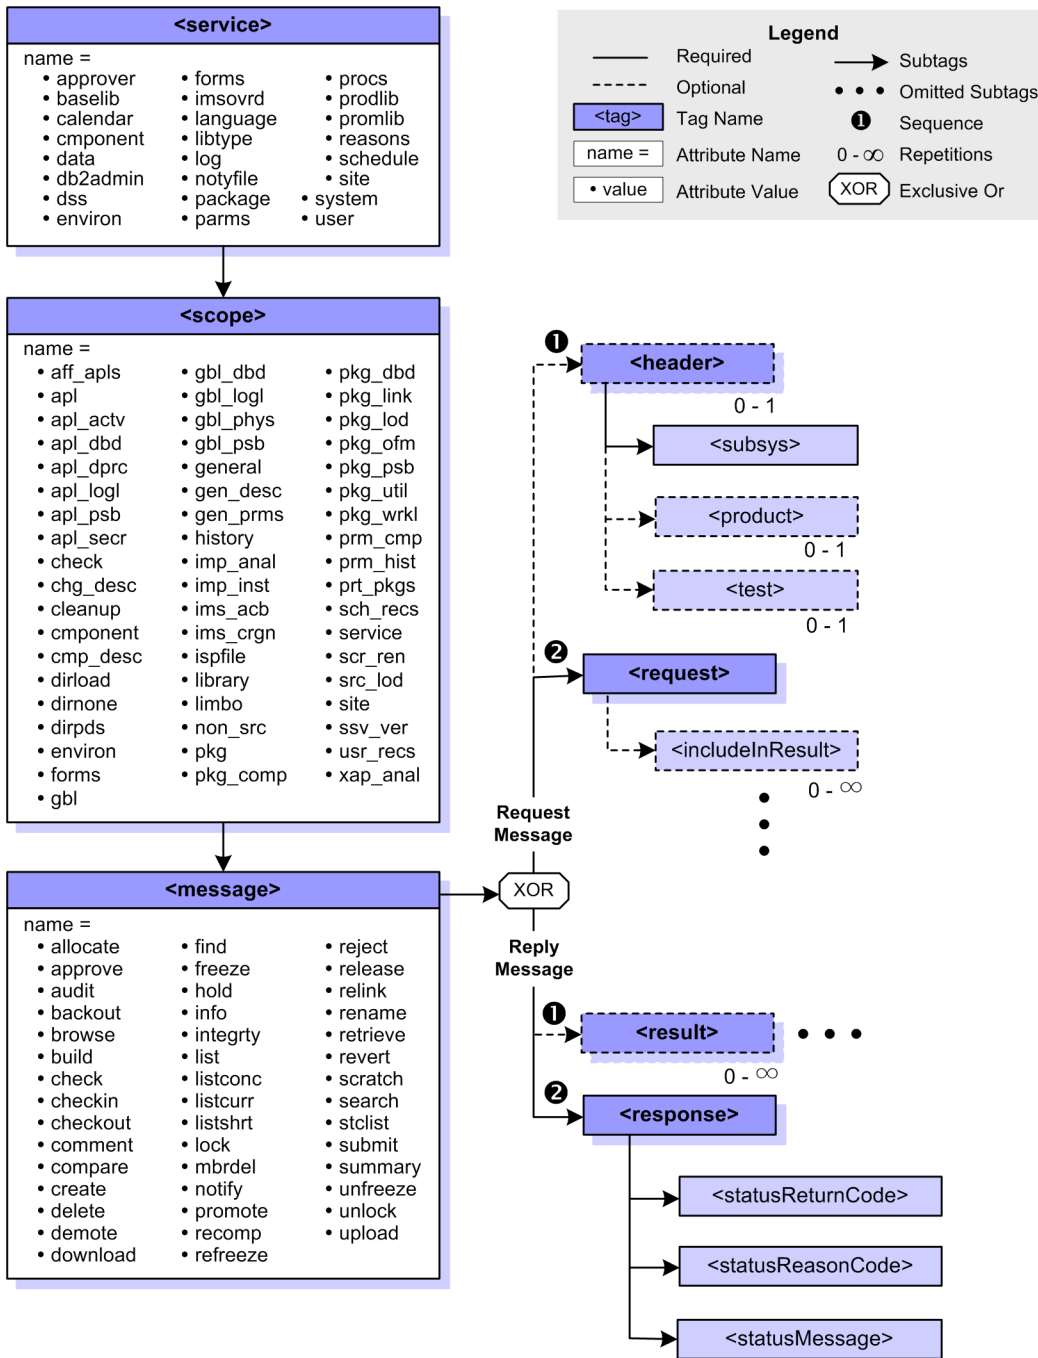 <service>
name =
• approver
• baselib
• calendar
• cmponent
• data
• db2admin
• dss
• environ
• forms
• imsovrd
• language
• libtype
• log
• notyfile
• package
• parms
• procs
• prodlib
• promlib
• reasons
• schedule
• site
• system
• user
Legend
Required
Optional
<tag> Tag Name
name = Attribute Name
• value Attribute Value
Subtags
• • • Omitted Subtags
❶ Sequence
0 - ∞ Repetitions
XOR Exclusive Or
<scope>
name =
• aff_apls
• apl
• apl_actv
• apl_dbd
• apl_dprc
• apl_logl
• apl_psb
• apl_secr
• check
• chg_desc
• cleanup
• cmponent
• cmp_desc
• dirload
• dirnone
• dirpds
• environ
• forms
• gbl
• gbl_dbd
• gbl_logl
• gbl_phys
• gbl_psb
• general
• gen_desc
• gen_prms
• history
• imp_anal
• imp_inst
• ims_acb
• ims_crgn
• ispfile
• library
• limbo
• non_src
• pkg
• pkg_comp
• pkg_dbd
• pkg_link
• pkg_lod
• pkg_ofm
• pkg_psb
• pkg_util
• pkg_wrkl
• prm_cmp
• prm_hist
• prt_pkgs
• sch_recs
• service
• scr_ren
• src_lod
• site
• ssv_ver
• usr_recs
• xap_anal
<message>
name =
• allocate
• approve
• audit
• backout
• browse
• build
• check
• checkin
• checkout
• comment
• compare
• create
• delete
• demote
• download
• find
• freeze
• hold
• info
• integrty
• list
• listconc
• listcurr
• listshrt
• lock
• mbrdel
• notify
• promote
• recomp
• refreeze
• reject
• release
• relink
• rename
• retrieve
• revert
• scratch
• search
• stclist
• submit
• summary
• unfreeze
• unlock
• upload
XOR
Request
Message
❶
<header>
0 - 1
<subsys>
<product>
0 - 1
<test>
0 - 1
❷
<request>
<includeInResult>
0 - ∞
Reply
Message
❶
<result>
0 - ∞
❷
<response>
<statusReturnCode>
<statusReasonCode>
<statusMessage>